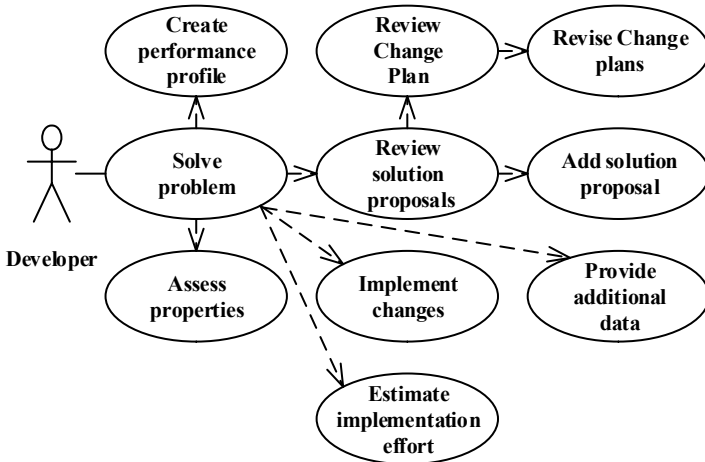 Create
performance
profile
Review
Change
Plan
Revise Change
plans
Solve
problem
Review
solution
proposals
Add solution
proposal
Developer
Assess
properties
Implement
changes
Provide
additional
data
Estimate
implementation
effort